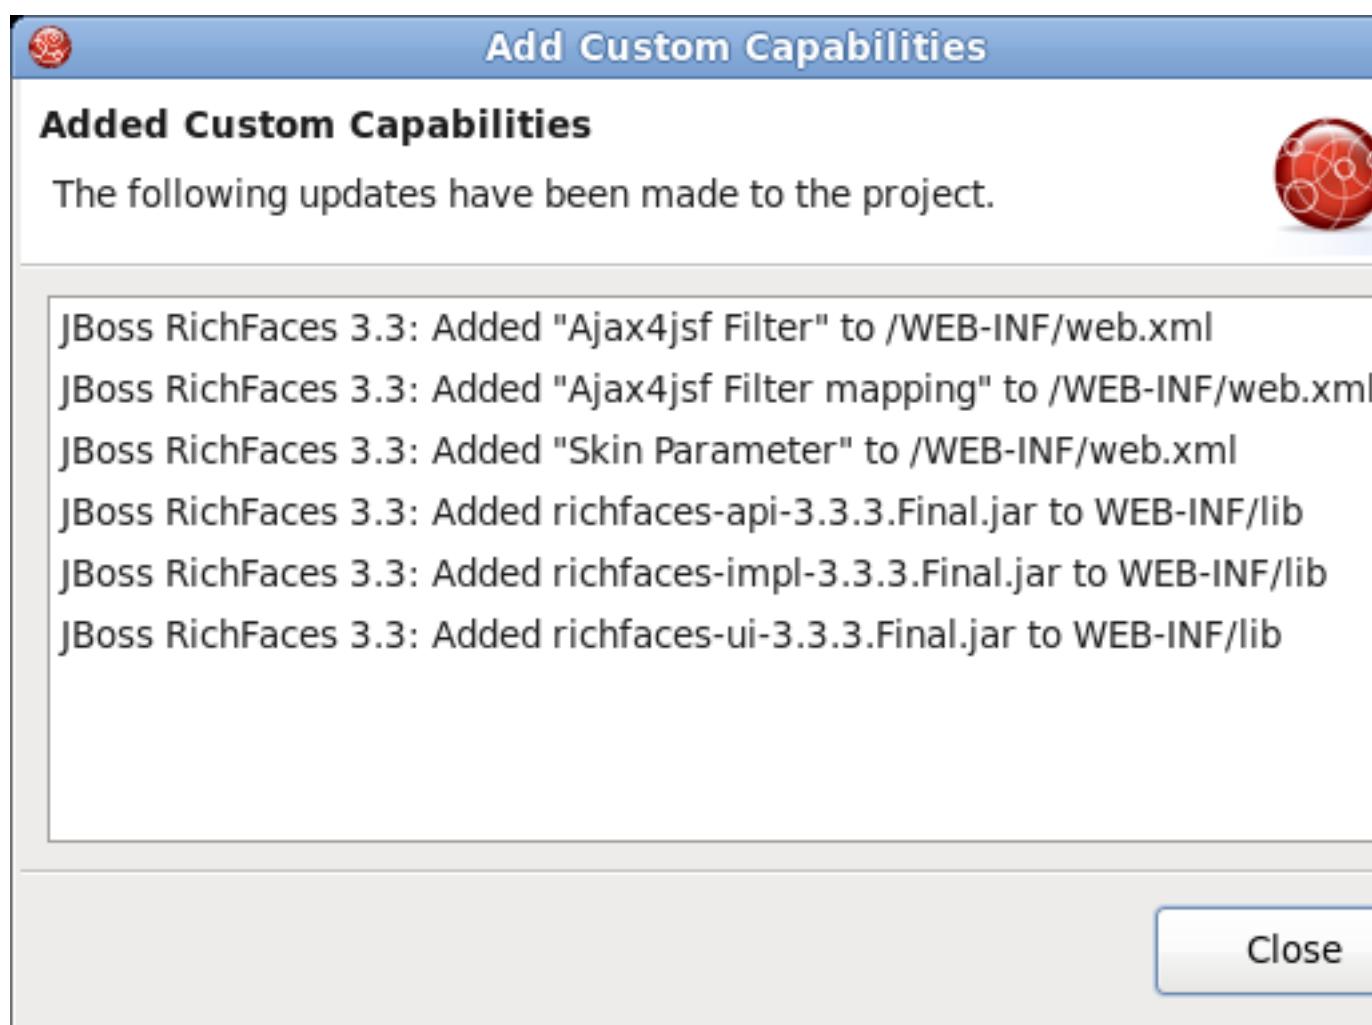 Add Custom Capabilities
Added Custom Capabilities
The following updates have been made to the project.
JBoss RichFaces 3.3: Added "Ajax4jsf Filter" to /WEB-INF/web.xml
JBoss RichFaces 3.3: Added "Ajax4jsf Filter mapping" to /WEB-INF/web.xml
JBoss RichFaces 3.3: Added "Skin Parameter" to /WEB-INF/web.xml
JBoss RichFaces 3.3: Added richfaces-api-3.3.3.Final.jar to WEB-INF/lib
JBoss RichFaces 3.3: Added richfaces-impl-3.3.3.Final.jar to WEB-INF/lib
JBoss RichFaces 3.3: Added richfaces-ui-3.3.3.Final.jar to WEB-INF/lib
Close